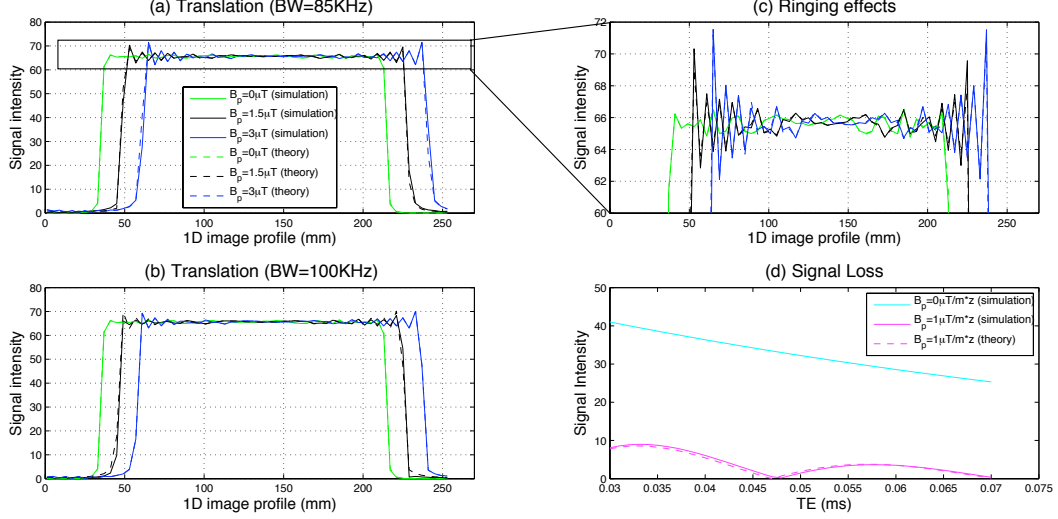 (a) Translation (BW=85KHz)
80
70
60
50
40
30
20
10
0
Signal intensity
B_p=0μT (simulation)
B_p=1.5μT (simulation)
B_p=3μT (simulation)
B_p=0μT (theory)
B_p=1.5μT (theory)
B_p=3μT (theory)
0 50 100 150 200 250
1D image profile (mm)
(c) Ringing effects
72
70
68
66
64
62
60
Signal intensity
0 50 100 150 200 250
1D image profile (mm)
(b) Translation (BW=100KHz)
80
70
60
50
40
30
20
10
0
Signal intensity
0 50 100 150 200 250
1D image profile (mm)
(d) Signal Loss
50
40
30
20
10
0
Signal Intensity
B_p=0μT/m*z (simulation)
B_p=1μT/m*z (simulation)
B_p=1μT/m*z (theory)
0.03 0.035 0.04 0.045 0.05 0.055 0.06 0.065 0.07 0.075
TE (ms)